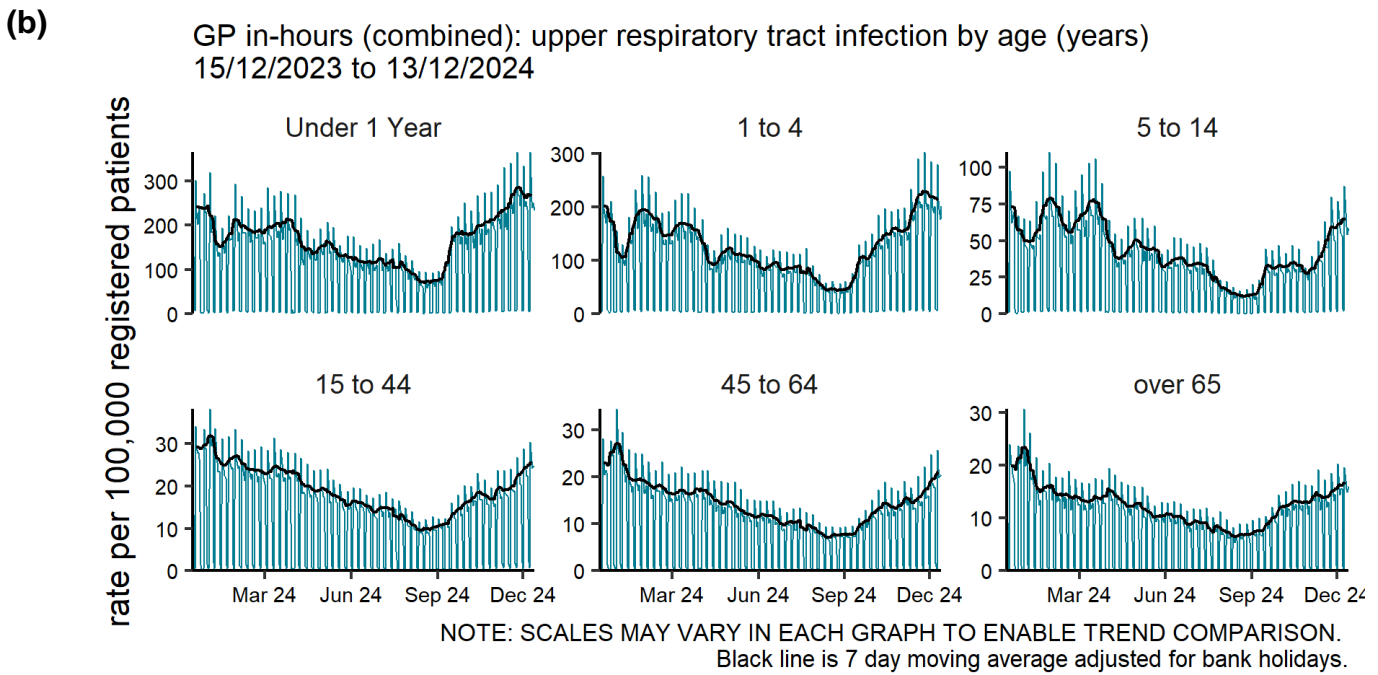 (b)
GP in-hours (combined): upper respiratory tract infection by age (years)
15/12/2023 to 13/12/2024
rate per 100,000 registered patients
Under 1 Year
300
200
100
0
1 to 4
300
200
100
0
5 to 14
100
75
50
25
0
15 to 44
30
20
10
0
Mar 24 Jun 24 Sep 24 Dec 24
45 to 64
30
20
10
0
Mar 24 Jun 24 Sep 24 Dec 24
over 65
30
20
10
0
Mar 24 Jun 24 Sep 24 Dec 24
NOTE: SCALES MAY VARY IN EACH GRAPH TO ENABLE TREND COMPARISON.
Black line is 7 day moving average adjusted for bank holidays.